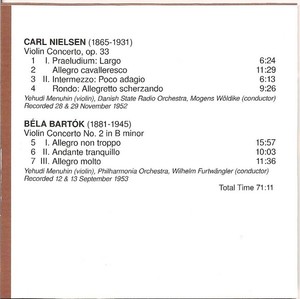 CARL NIELSEN (1865-1931)
Violin Concerto, op. 33
1 I. Praeludium: Largo 6:24
2 Allegro cavalleresco 11:29
3 II. Intermezzo: Poco adagio 6:13
4 Rondo: Allegretto scherzando 9:26
Yehudi Menuhin (violin), Danish State Radio Orchestra, Mogens Wöldike (conductor)
Recorded 28 & 29 November 1952
BÉLA BARTÓK (1881-1945)
Violin Concerto No. 2 in B minor
5 I. Allegro non troppo 15:57
6 II. Andante tranquillo 10:03
7 III. Allegro molto 11:36
Yehudi Menuhin (violin), Philharmonia Orchestra, Wilhelm Furtwängler (conductor)
Recorded 12 & 13 September 1953
Total Time 71:11